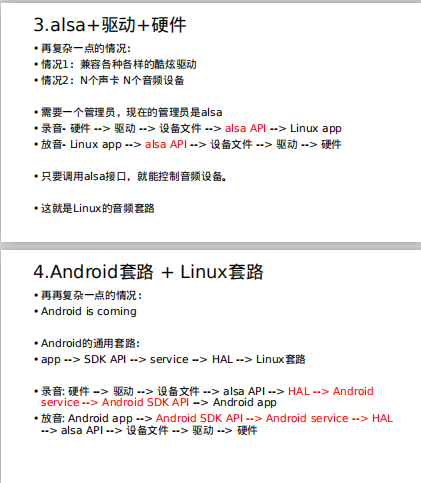 3.alsa+驱动+硬件
• 再复杂一点的情况：
• 情况1：兼容各种各样的酷炫驱动
• 情况2：N个声卡 N个音频设备
• 需要一个管理员，现在的管理员是alsa
• 录音- 硬件 --> 驱动 --> 设备文件 --> alsa API --> Linux app
• 放音- Linux app --> alsa API --> 设备文件 --> 驱动 --> 硬件
• 只要调用alsa接口，就能控制音频设备。
• 这就是Linux的音频套路
4.Android套路 + Linux套路
• 再再复杂一点的情况：
• Android is coming
• Android的通用套路：
• app --> SDK API --> service --> HAL --> Linux套路
• 录音: 硬件 --> 驱动 --> 设备文件 --> alsa API --> HAL --> Android
service --> Android SDK API --> Android app
• 放音: Android app --> Android SDK API --> Android service --> HAL
--> alsa API --> 设备文件 --> 驱动 --> 硬件